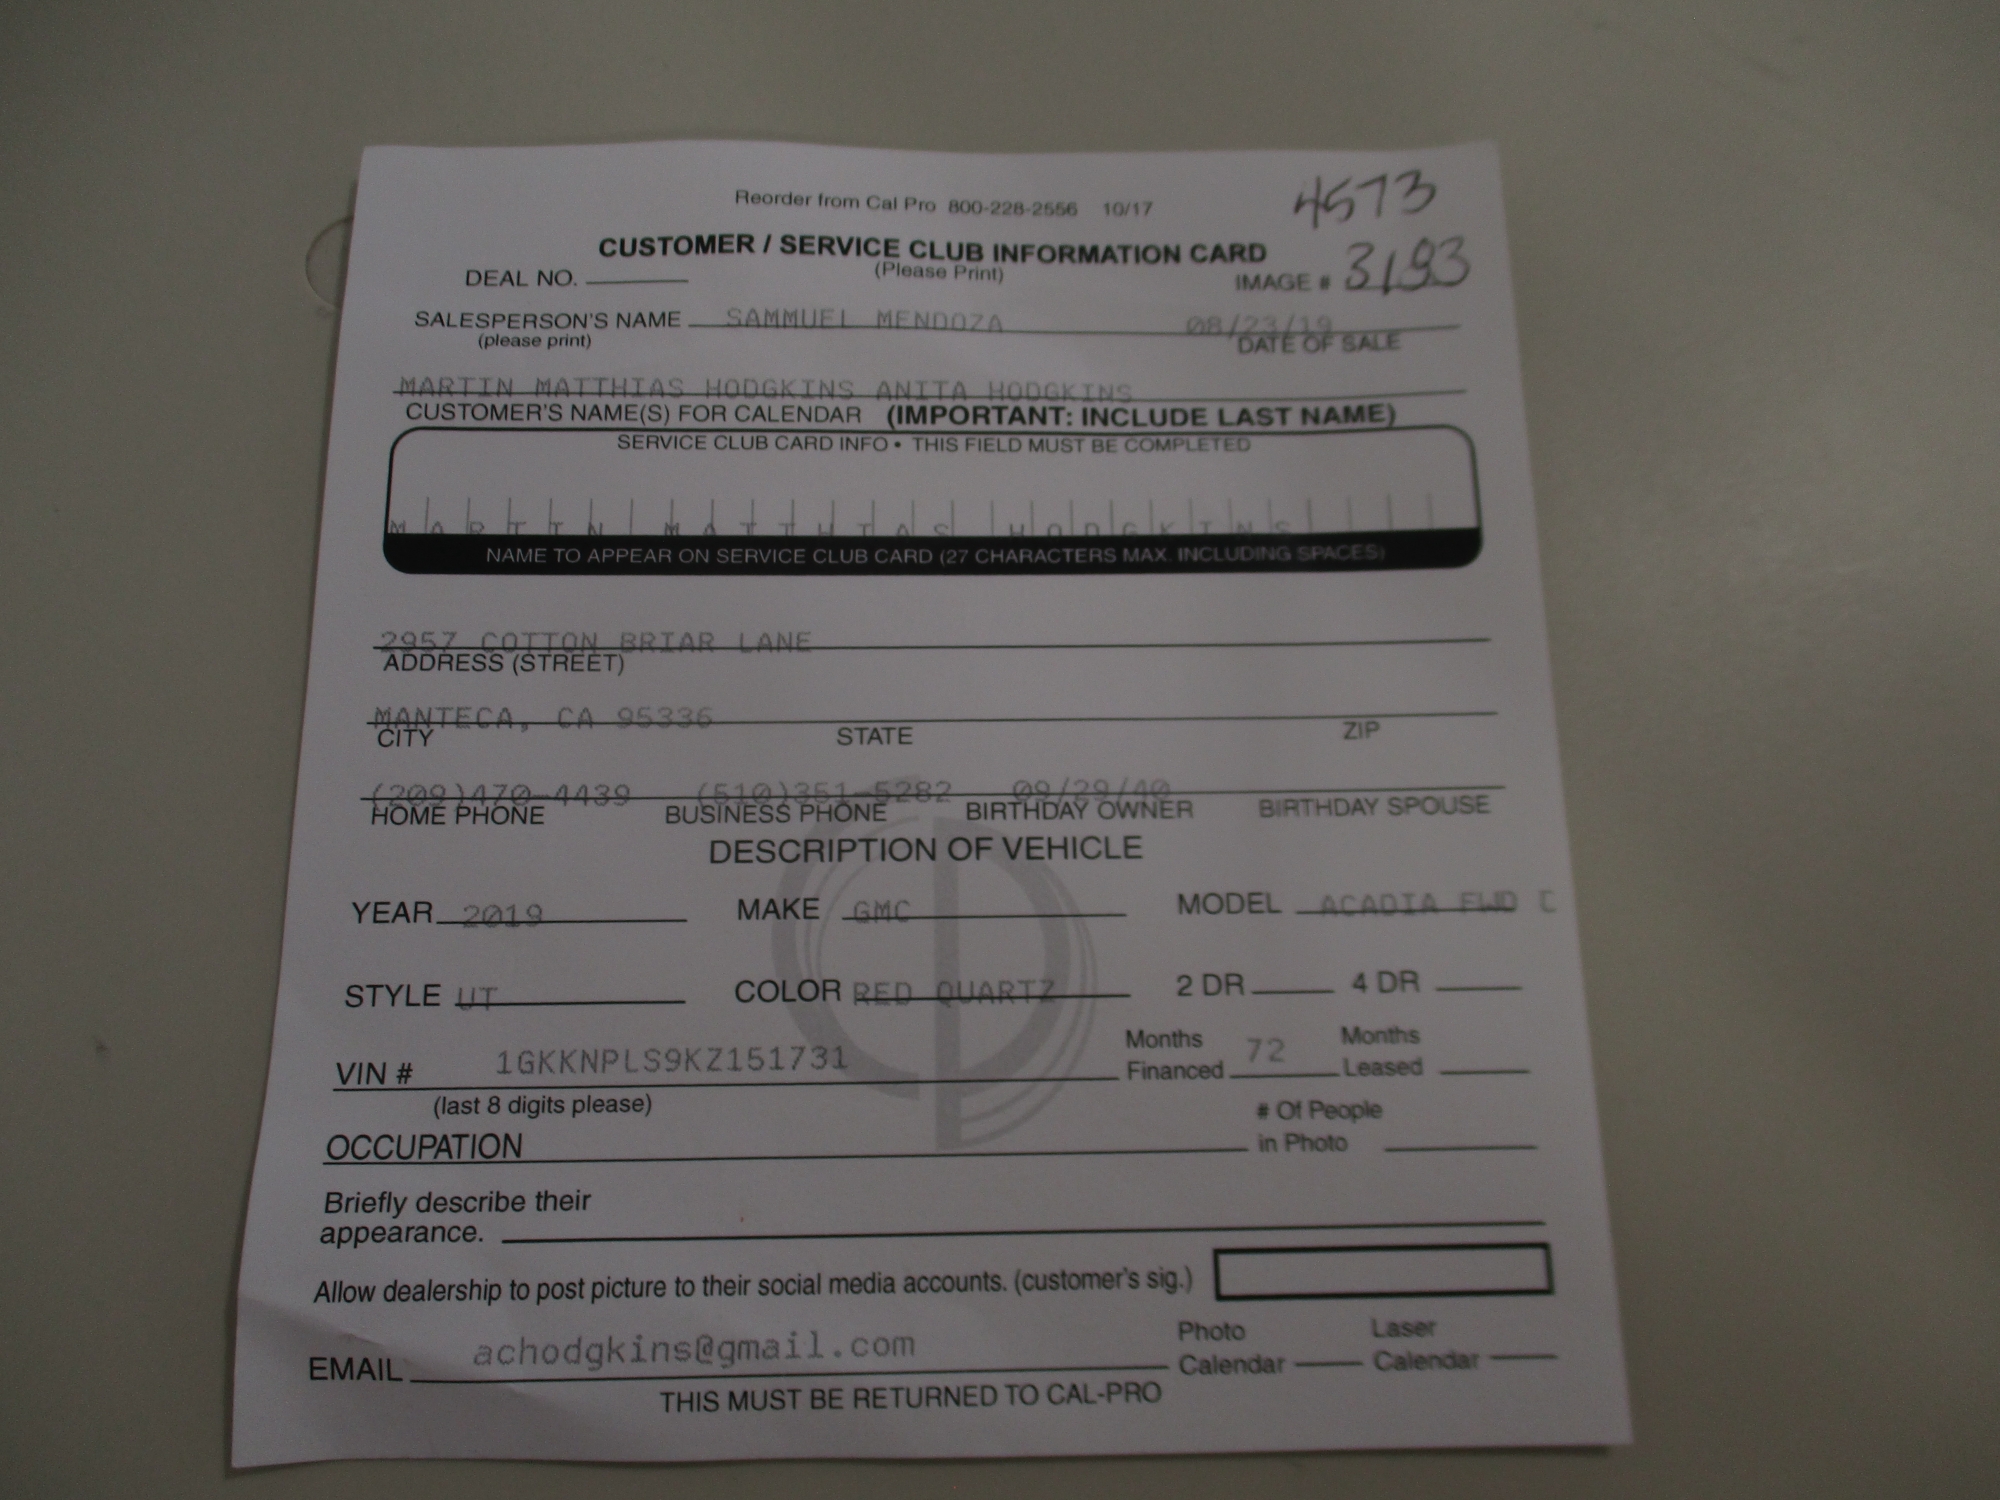 4573
Reorder from Cal Pro 800-228-2556 10/17
CUSTOMER / SERVICE CLUB INFORMATION CARD
(Please Print)
DEAL NO.
IMAGE # 3193
SALESPERSON'S NAME SAMMUEL MENDOZA 08/23/19
(please print) DATE OF SALE
MARTIN MATTHIAS HODGKINS ANITA HODGKINS
CUSTOMER'S NAME(S) FOR CALENDAR (IMPORTANT: INCLUDE LAST NAME)
SERVICE CLUB CARD INFO • THIS FIELD MUST BE COMPLETED
MARTIN MATTHIAS HODGKINS
NAME TO APPEAR ON SERVICE CLUB CARD (27 CHARACTERS MAX. INCLUDING SPACES)
2957 COTTON BRIAR LANE
ADDRESS (STREET)
MANTECA, CA 95336
CITY STATE ZIP
(209)470-4439 (510)351-5282 09/29/40
HOME PHONE BUSINESS PHONE BIRTHDAY OWNER BIRTHDAY SPOUSE
DESCRIPTION OF VEHICLE
YEAR 2019 MAKE GMC MODEL ACADIA FWD
STYLE UT COLOR RED QUARTZ 2 DR 4 DR
VIN # 1GKKNPLS9KZ151731 Months Financed 72 Months Leased
(last 8 digits please)
OCCUPATION # Of People in Photo
Briefly describe their
appearance.
Allow dealership to post picture to their social media accounts. (customer's sig.)
EMAIL achodgkins@gmail.com Photo Calendar Laser Calendar
THIS MUST BE RETURNED TO CAL-PRO